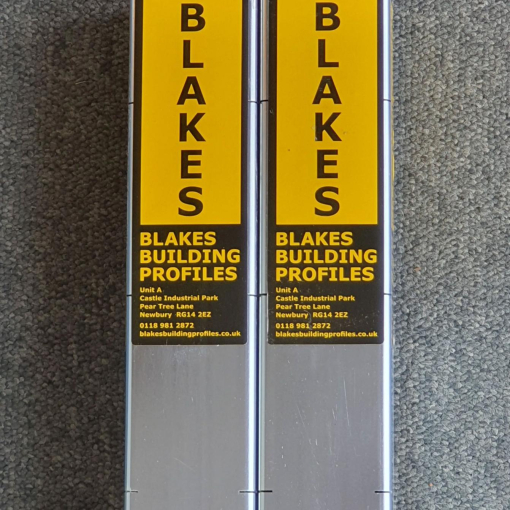 BLAKES
BLAKES BUILDING PROFILES
Unit A
Castle Industrial Park
Pear Tree Lane
Newbury RG14 2EZ
0118 981 2872
blakesbuildingprofiles.co.uk
BLAKES
BLAKES BUILDING PROFILES
Unit A
Castle Industrial Park
Pear Tree Lane
Newbury RG14 2EZ
0118 981 2872
blakesbuildingprofiles.co.uk